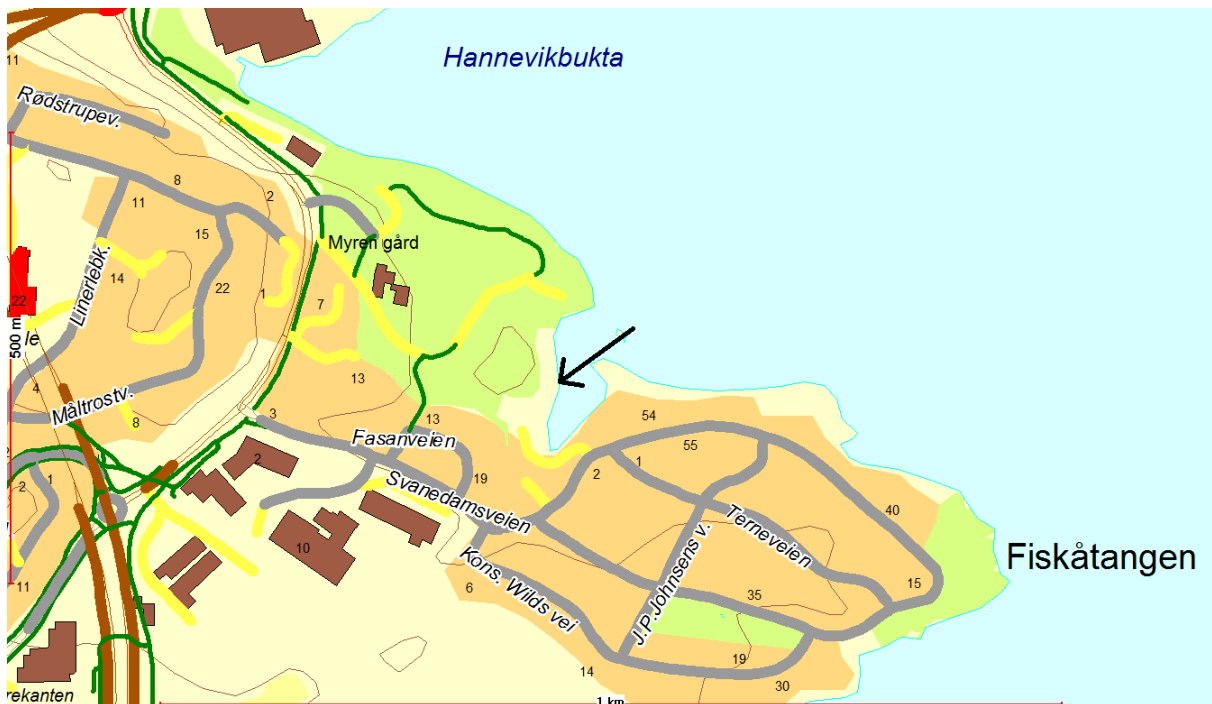 Hannevikbukta
11
Rødstrupev.
8
2
11
15
Myren gård
14
Linerlebk.
22
1
7
22
500 m
le
13
4
Måltrostv.
8
3
13
54
Fasanveien
55
2
1
2
19
Svanedamsveien
2
1
40
Terneveien
10
Fiskåtangen
Kons. Wilds vei
J.P.Johnsens v.
15
11
6
35
19
14
30
rekanten
1 km